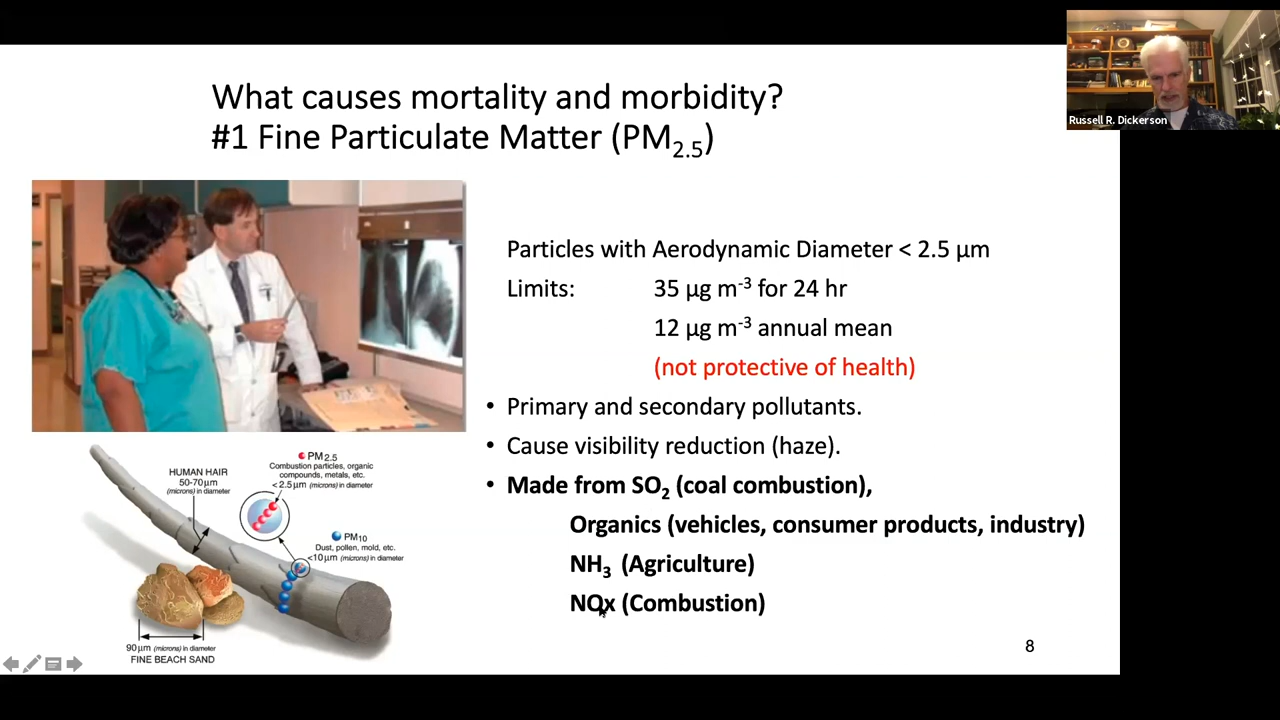 Russell R. Dickerson
What causes mortality and morbidity?
#1 Fine Particulate Matter (PM2.5)
Particles with Aerodynamic Diameter < 2.5 µm
Limits: 35 µg m-3 for 24 hr
12 µg m-3 annual mean
(not protective of health)
• Primary and secondary pollutants.
• Cause visibility reduction (haze).
• Made from SO2 (coal combustion),
Organics (vehicles, consumer products, industry)
NH3 (Agriculture)
NOx (Combustion)
HUMAN HAIR
50-70µm
(microns) in diameter
PM2.5
Combustion particles, organic
compounds, metals, etc.
< 2.5µm (microns) in diameter
PM10
Dust, pollen, mold, etc.
<10µm (microns) in diameter
90µm (microns) in diameter
FINE BEACH SAND
8